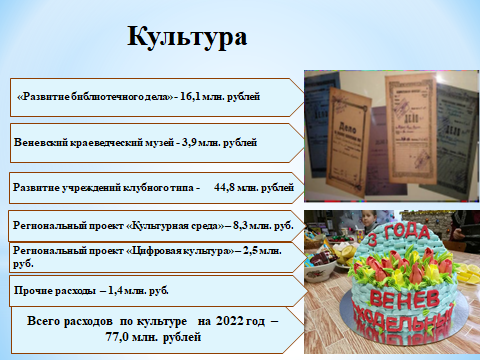 Культура
«Развитие библиотечного дела»- 16,1 млн. рублей
Веневский краеведческий музей - 3,9 млн. рублей
Развитие учреждений клубного типа - 44,8 млн. рублей
Региональный проект «Культурная среда» – 8,3 млн. руб.
Региональный проект «Цифровая культура» – 2,5 млн.
руб.
Прочие расходы – 1,4 млн. руб.
Всего расходов по культуре на 2022 год –
77,0 млн. рублей
Дело
3 ГОДА
ВЕНЕВ